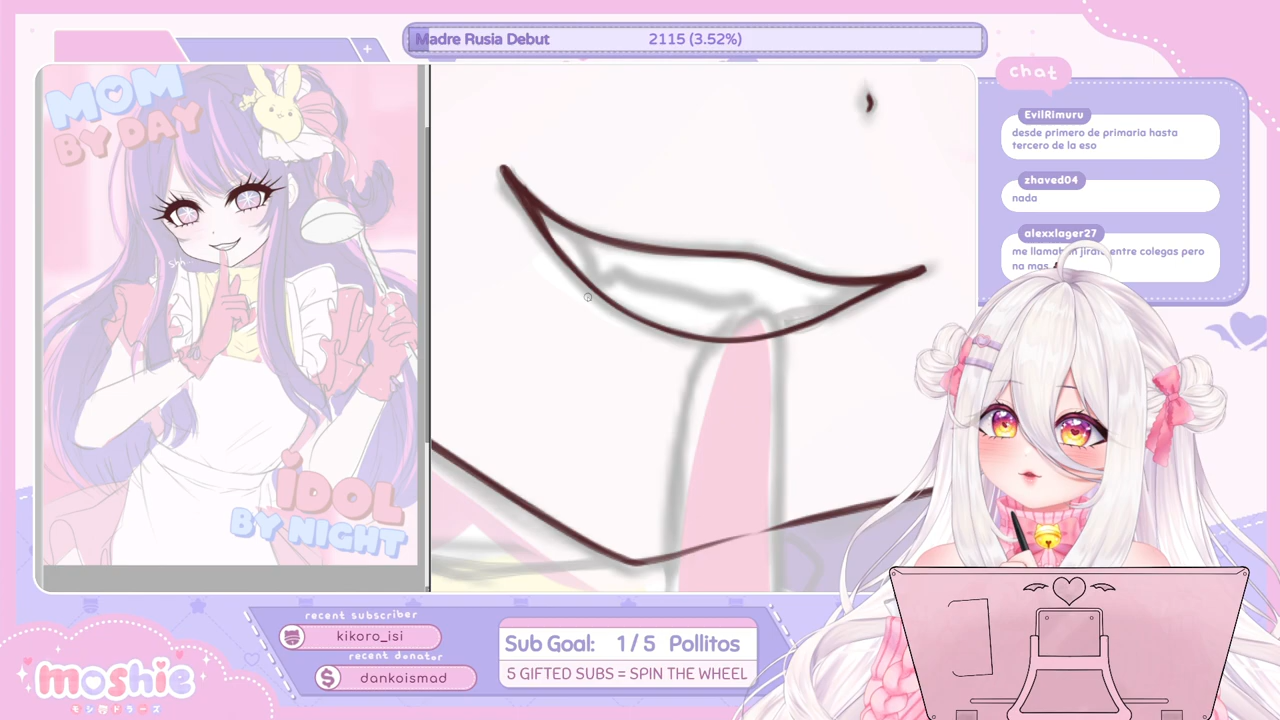 Madre Rusia Debut 2115 (3.52%)
+
chat
EvilRimuru
desde primero de primaria hasta
tercero de la eso
zhaved04
nada
alexxlager27
me llamaban jirafa entre colegas pero
na mas
MOM
BY DAY
Shh
IDOL
BY NIGHT
recent subscriber
kikoro_isi
recent donator
$
dankoismad
Sub Goal: 1 / 5 Pollitos
5 GIFTED SUBS = SPIN THE WHEEL
moshie